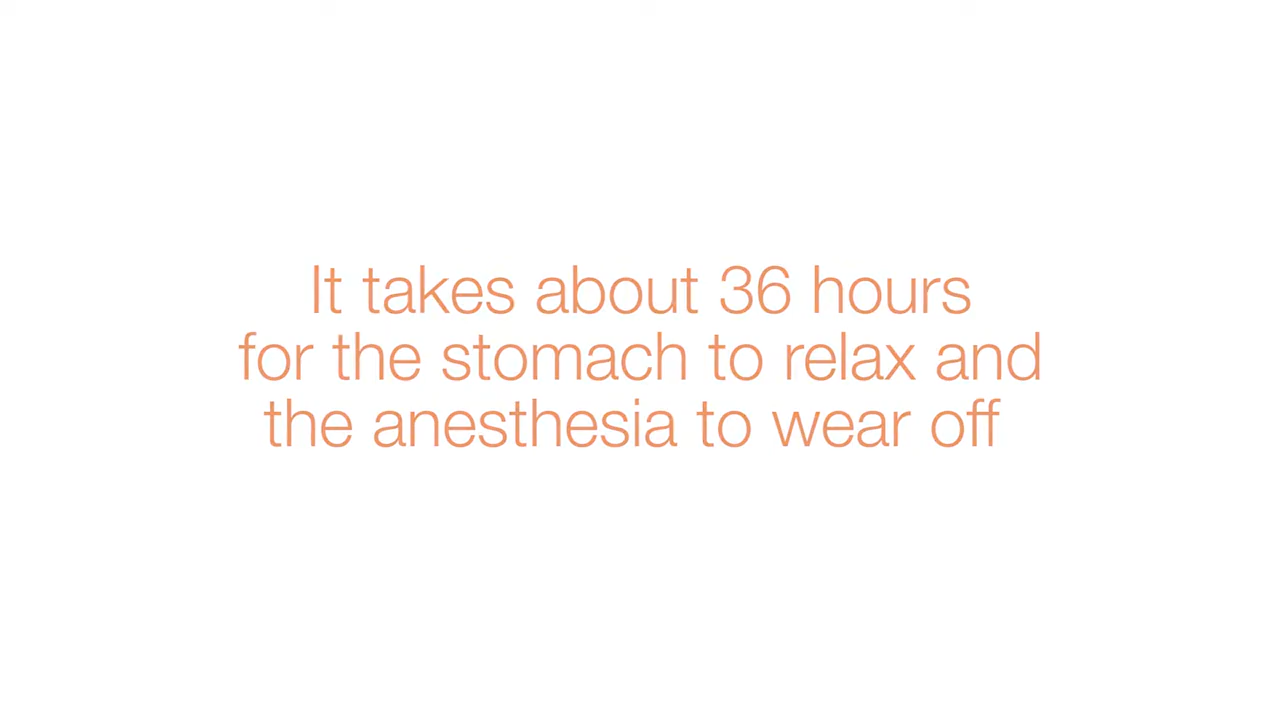 It takes about 36 hours
for the stomach to relax and
the anesthesia to wear off